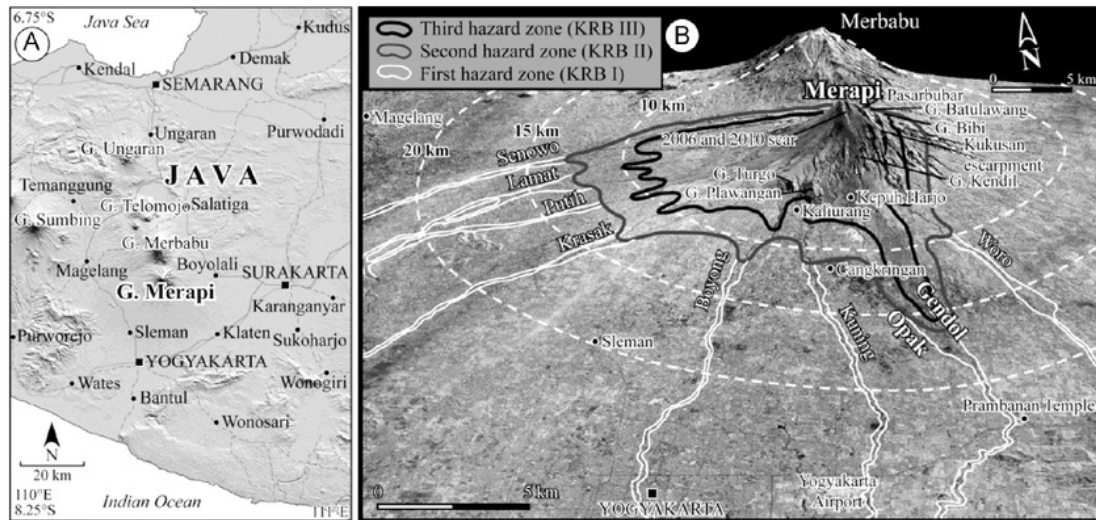 6.75°S
A
Java Sea
Kudus
Demak
Kendal
SEMARANG
Purwodadi
Ungaran
G. Ungaran
JAVA
Temanggung
G. Telomojo
Salatiga
G. Sumbing
G. Merbabu
Magelang
Boyolali
SURAKARTA
G. Merapi
Karanganyar
Sleman
Klaten
Sukoharjo
Purworejo
YOGYAKARTA
Wates
Wonogiri
Bantul
Wonosari
N
20 km
110°E
8.25°S
Indian Ocean
111°E
Third hazard zone (KRB III)
Second hazard zone (KRB II)
First hazard zone (KRB I)
B
Merbabu
N
0 5 km
Merapi
Pasarbubar
G. Batulawang
G. Bibi
Kukusan
escarpment
G. Kendil
Magelang
10 km
15 km
20 km
2006 and 2010 scar
Senowo
Lamat
Putih
Krasak
G. Turgo
G. Plawangan
Kepuh Harjo
Kaliurang
Woro
Cangkringan
Boyong
Kuning
Opak
Gendol
Sleman
Prambanan Temple
0 5 km
YOGYAKARTA
Yogyakarta
Airport